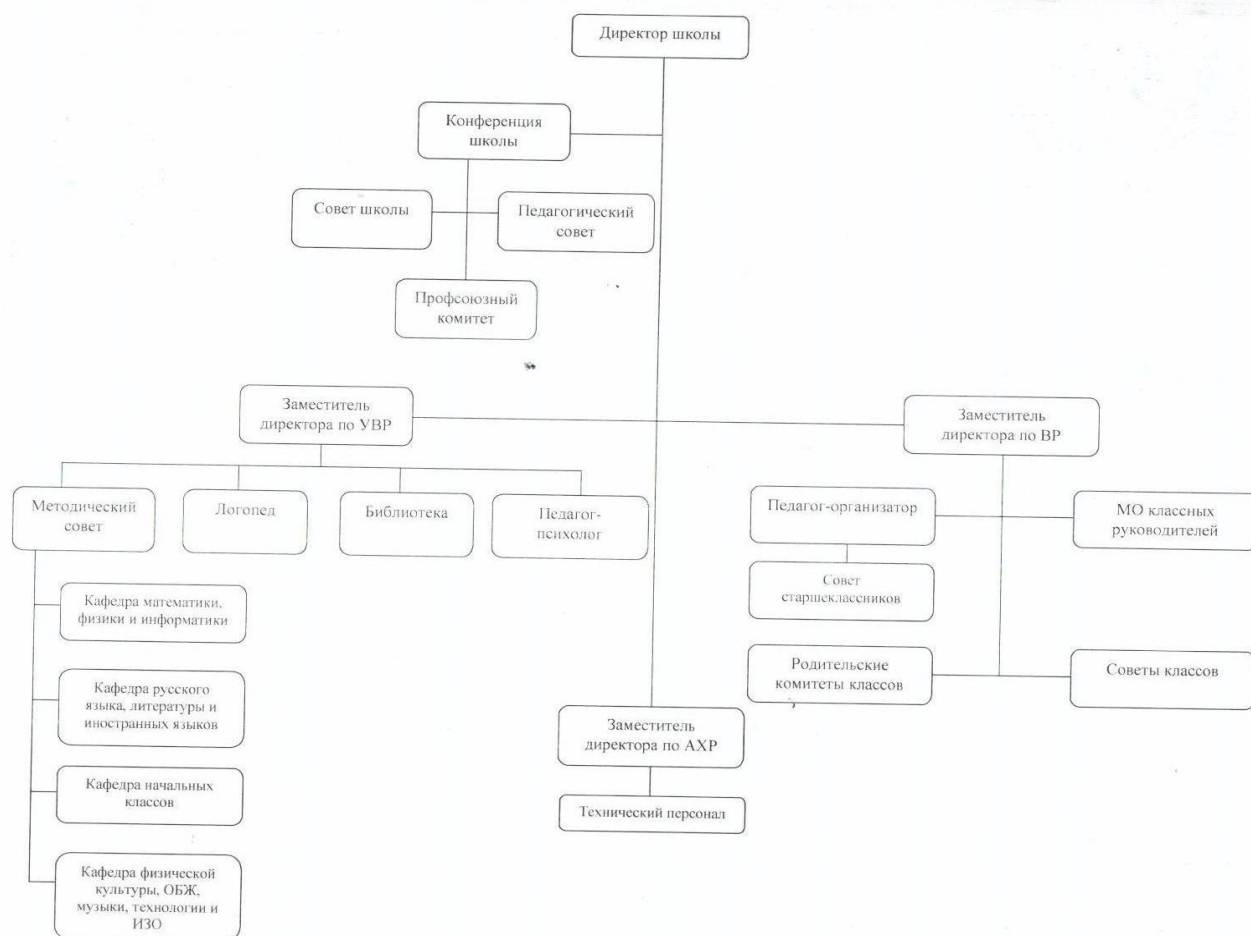 Директор школы
Конференция
школы
Совет школы
Педагогический
совет
Профсоюзный
комитет
Заместитель
директора по УВР
Заместитель
директора по ВР
Методический
совет
Логопед
Библиотека
Педагог-
психолог
Педагог-организатор
МО классных
руководителей
Совет
старшеклассников
Кафедра математики,
физики и информатики
Родительские
комитеты классов
Советы классов
Кафедра русского
языка, литературы и
иностранных языков
Заместитель
директора по АХР
Кафедра начальных
классов
Технический персонал
Кафедра физической
культуры, ОБЖ,
музыки, технологии и
ИЗО